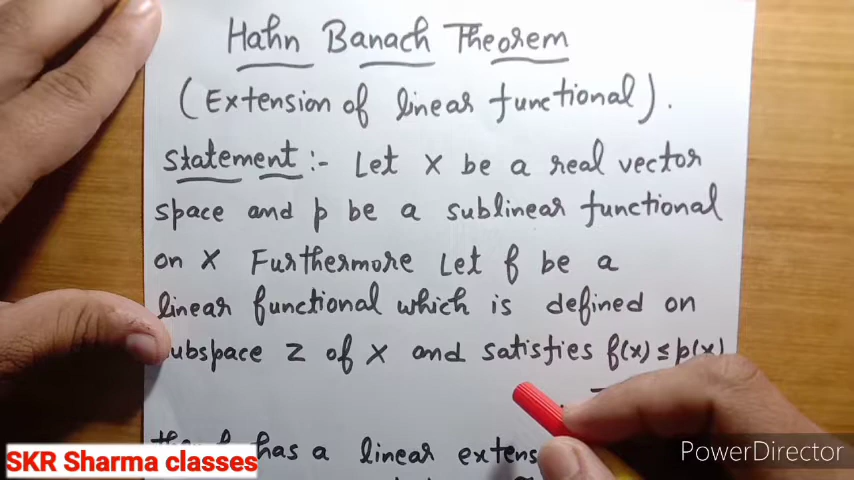 Hahn Banach Theorem
(Extension of linear functional).
Statement :- Let X be a real vector
space and p be a sublinear functional
on X Furthermore Let f be a
linear functional which is defined on
ubspace Z of X and satisfies f(x) ≤ p(x)
has a linear extens
SKR Sharma classes
PowerDirector